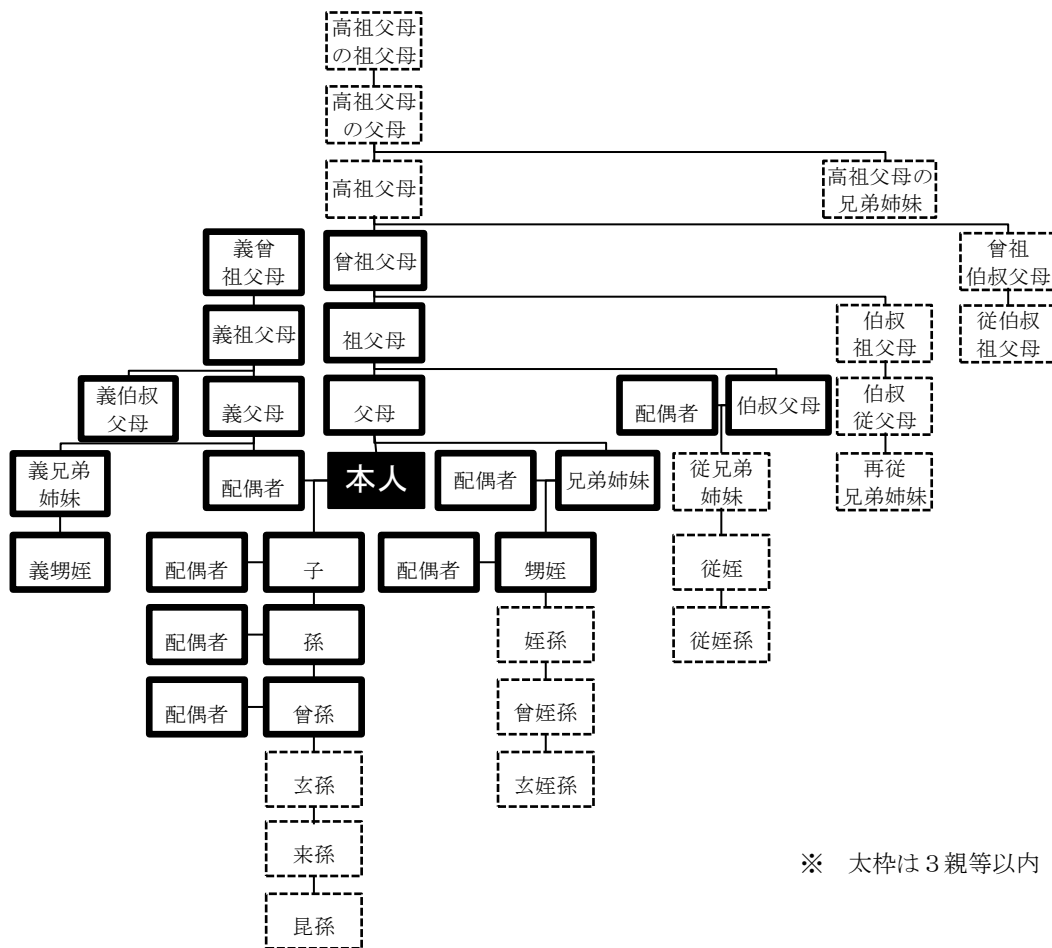 高祖父母
の祖父母
高祖父母
の父母
高祖父母
高祖父母の
兄弟姉妹
義曾
祖父母
曾祖父母
曾祖
伯叔父母
義祖父母
祖父母
伯叔
祖父母
従伯叔
祖父母
義伯叔
父母
義父母
父母
配偶者
伯叔父母
伯叔
従父母
義兄弟
姉妹
配偶者
本人
配偶者
兄弟姉妹
従兄弟
姉妹
再従
兄弟姉妹
義甥姪
配偶者
子
配偶者
甥姪
従姪
配偶者
孫
姪孫
従姪孫
配偶者
曾孫
曾姪孫
玄孫
玄姪孫
来孫
昆孫
※ 太枠は３親等以内